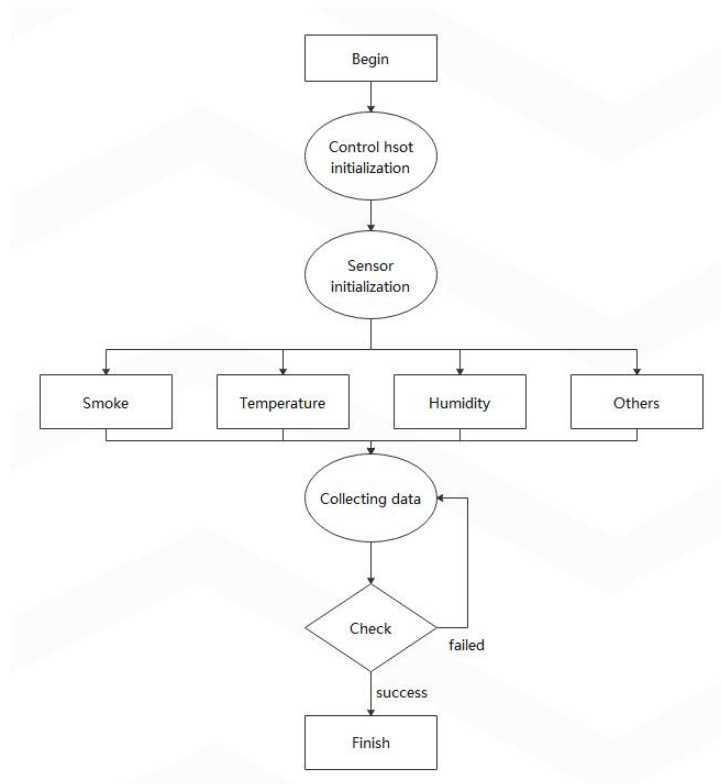 Begin
Control hsot
initialization
Sensor
initialization
Smoke
Temperature
Humidity
Others
Collecting data
Check
failed
success
Finish